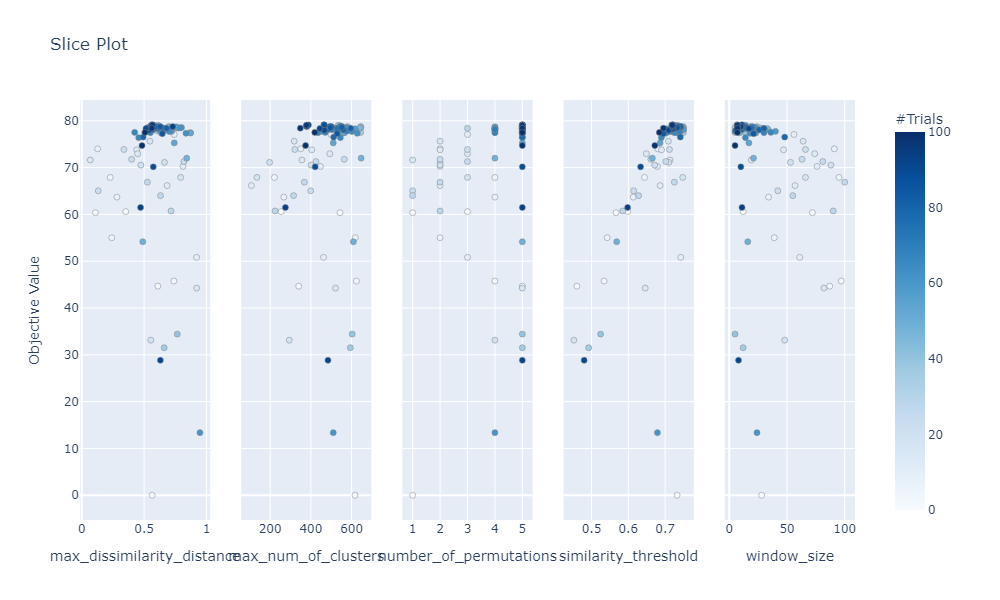 Slice Plot
#Trials
Objective Value
80
70
60
50
40
30
20
10
0
0 0.5 1
200 400 600
1 2 3 4 5
0.5 0.6 0.7
0 50 100
max_dissimilarity_distance
max_num_of_clusters
number_of_permutations
similarity_threshold
window_size
100
80
60
40
20
0